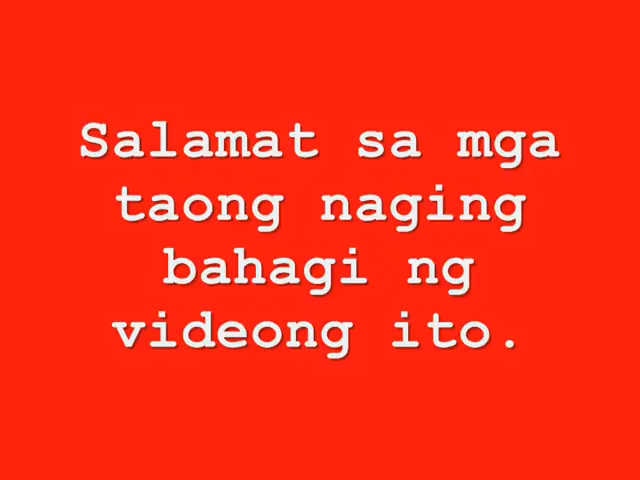 Salamat sa mga
taong naging
bahagi ng
videong ito.